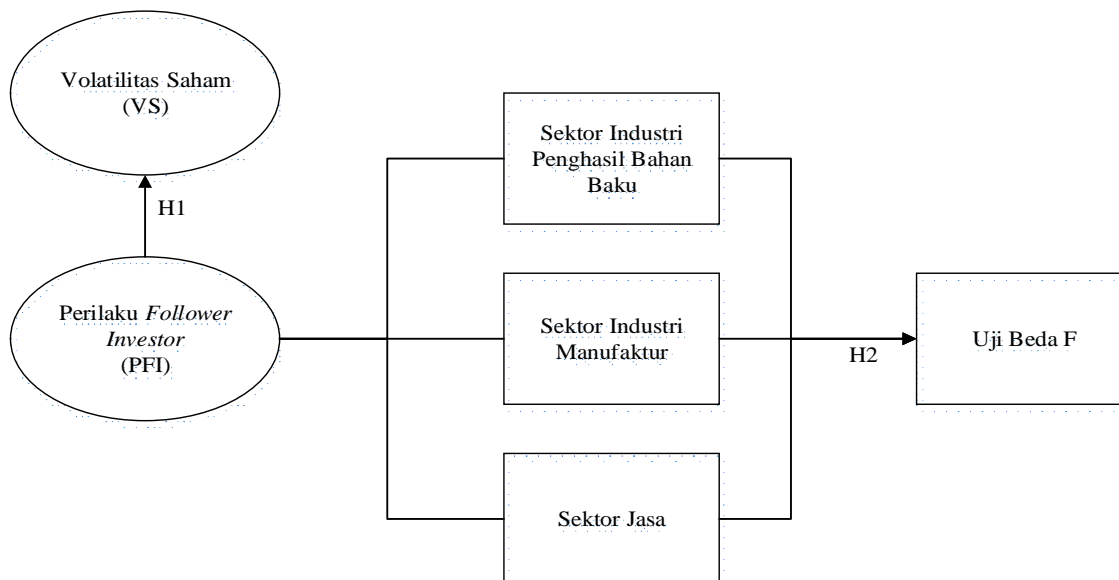 Volatilitas Saham
(VS)
H1
Perilaku Follower
Investor
(PFI)
Sektor Industri
Penghasil Bahan
Baku
Sektor Industri
Manufaktur
Sektor Jasa
H2
Uji Beda F